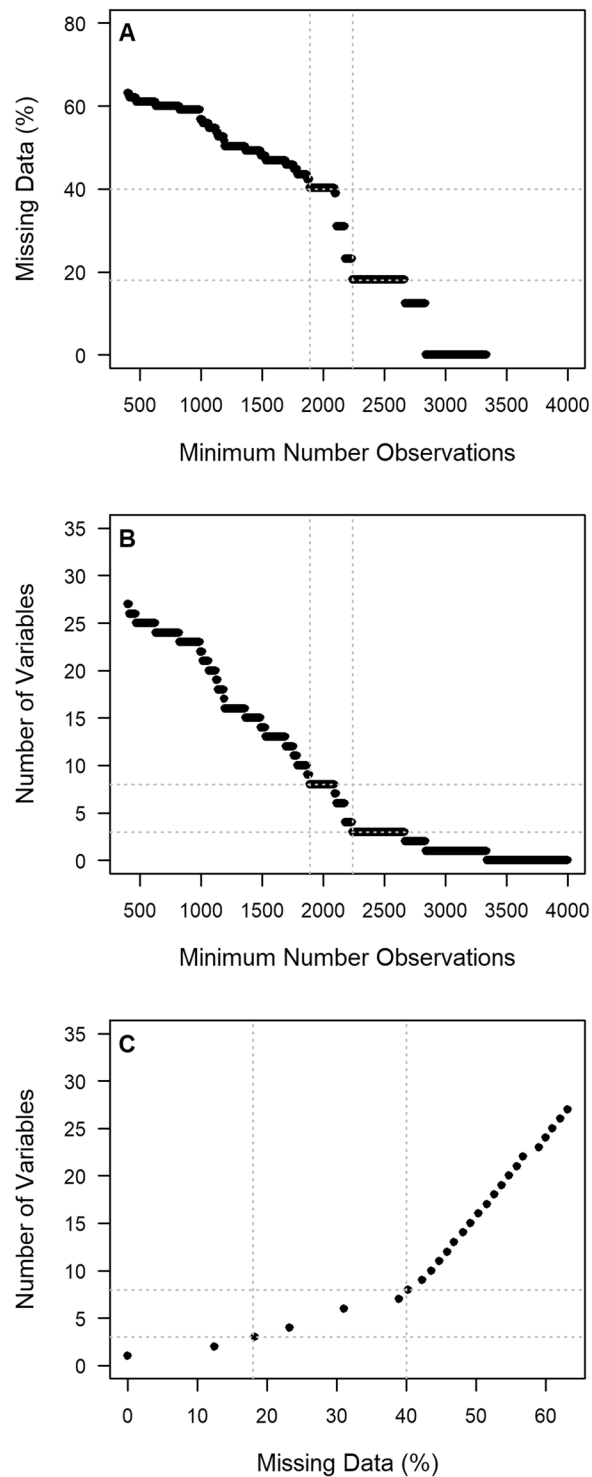 A
80
60
40
20
0
Missing Data (%)
500 1000 1500 2000 2500 3000 3500 4000
Minimum Number Observations
B
35
30
25
20
15
10
5
0
Number of Variables
500 1000 1500 2000 2500 3000 3500 4000
Minimum Number Observations
C
35
30
25
20
15
10
5
0
Number of Variables
0 10 20 30 40 50 60
Missing Data (%)